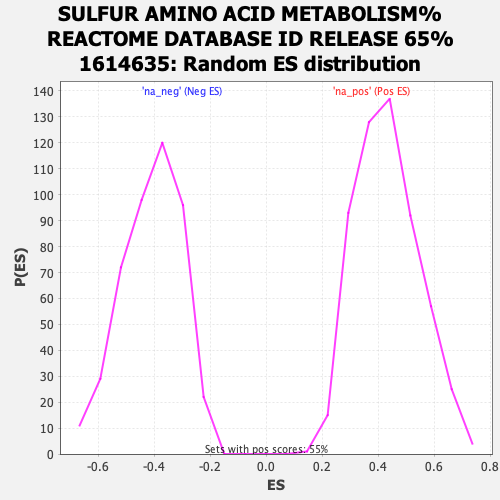 SULFUR AMINO ACID METABOLISM%
REACTOME DATABASE ID RELEASE 65%
1614635: Random ES distribution
'na_neg' (Neg ES)
'na_pos' (Pos ES)
140
130
120
110
100
90
80
70
60
50
40
30
20
10
0
P(ES)
Sets with pos scores: 55%
-0.6
-0.4
-0.2
0.0
0.2
0.4
0.6
0.8
ES